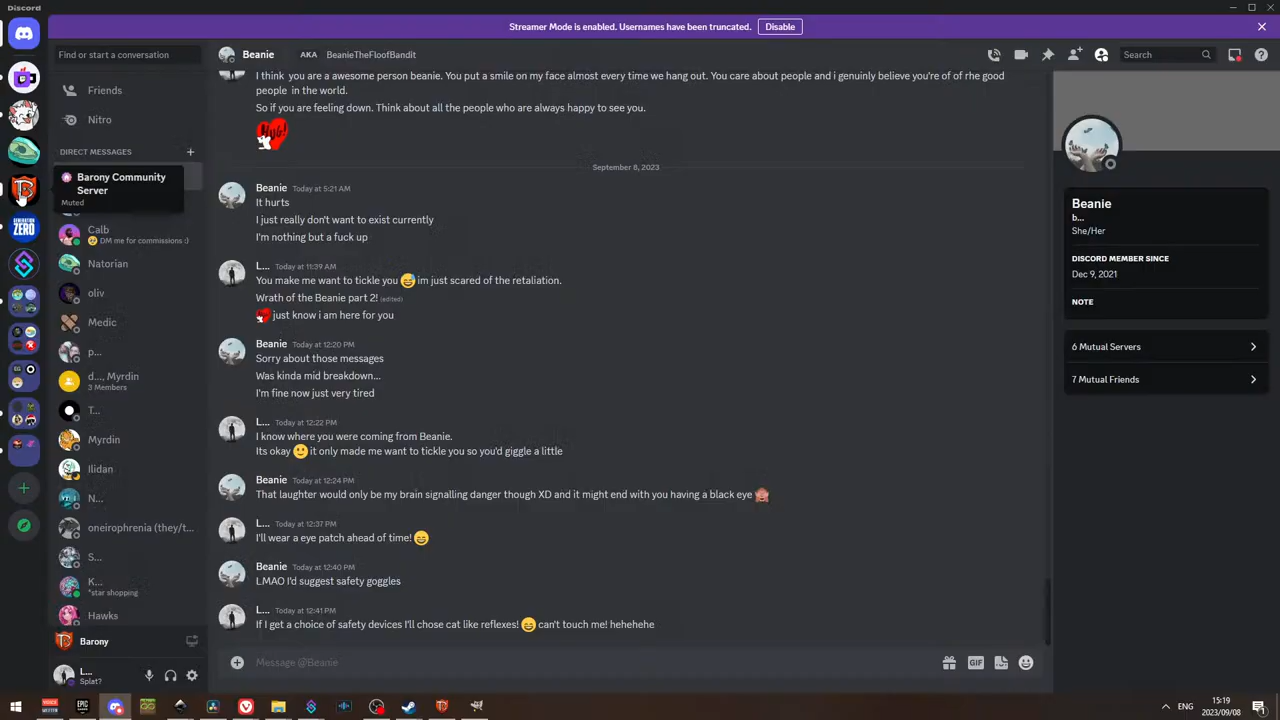 Discord
Streamer Mode is enabled. Usernames have been truncated.
Disable
Find or start a conversation
Beanie
AKA
BeanieTheFloofBandit
Search
Friends
Nitro
DIRECT MESSAGES
Barony Community
Server
Muted
Calb
DM me for commissions :)
Natorian
oliv
Medic
p...
d..., Myrdin
3 Members
T...
Myrdin
Ilidan
N...
oneirophrenia (they/t...
S...
K...
*star shopping
Hawks
Barony
L...
Splat?
I think you are a awesome person beanie. You put a smile on my face almost every time we hang out. You care about people and i genuinly believe you're of of rhe good
people in the world.
So if you are feeling down. Think about all the people who are always happy to see you.
Hug!
September 8, 2023
Beanie Today at 5:21 AM
It hurts
I just really don't want to exist currently
I'm nothing but a fuck up
L... Today at 11:39 AM
You make me want to tickle you 😅 im just scared of the retaliation.
Wrath of the Beanie part 2! (edited)
just know i am here for you
Beanie Today at 12:20 PM
Sorry about those messages
Was kinda mid breakdown...
I'm fine now just very tired
L... Today at 12:22 PM
I know where you were coming from Beanie.
Its okay 🙂 it only made me want to tickle you so you'd giggle a little
Beanie Today at 12:24 PM
That laughter would only be my brain signalling danger though XD and it might end with you having a black eye 🙈
L... Today at 12:37 PM
I'll wear a eye patch ahead of time! 😄
Beanie Today at 12:40 PM
LMAO I'd suggest safety goggles
L... Today at 12:41 PM
If I get a choice of safety devices I'll chose cat like reflexes! 😄 can't touch me! hehehehe
Message @Beanie
GIF
Beanie
b...
She/Her
DISCORD MEMBER SINCE
Dec 9, 2021
NOTE
6 Mutual Servers
7 Mutual Friends
GENERATION
ZERO
EPIC
ENG
15:19
2023/09/08